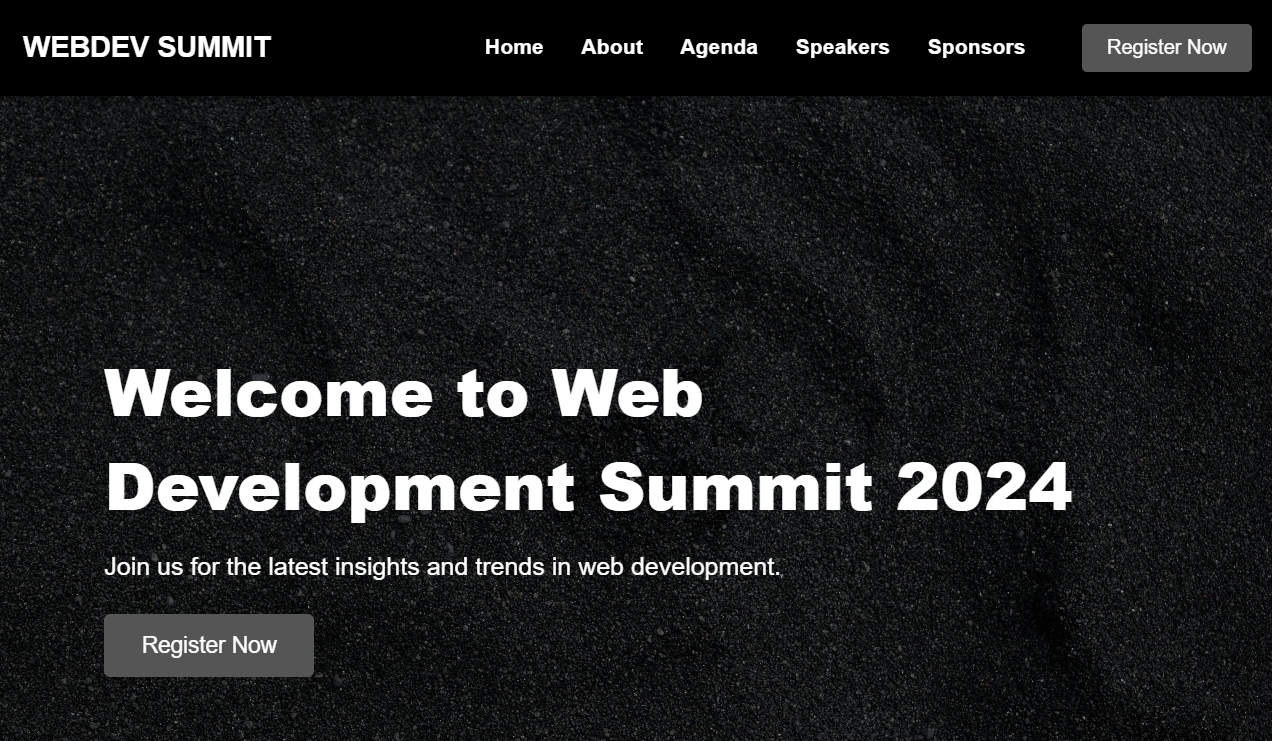 WEBDEV SUMMIT
Home About Agenda Speakers Sponsors Register Now
Welcome to Web
Development Summit 2024
Join us for the latest insights and trends in web development.
Register Now